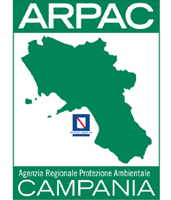 ARPAC
Agenzia Regionale Protezione Ambientale
CAMPANIA